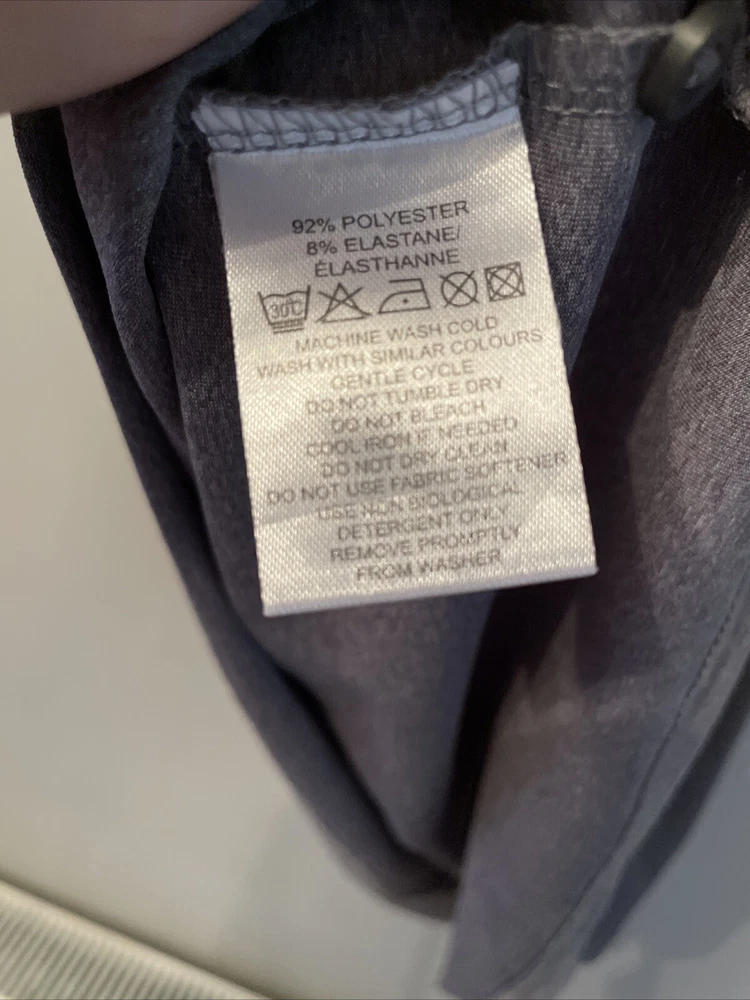 92% POLYESTER
8% ELASTANE/
ÉLASTHANNE
30°C
MACHINE WASH COLD
WASH WITH SIMILAR COLOURS
GENTLE CYCLE
DO NOT TUMBLE DRY
DO NOT BLEACH
COOL IRON IF NEEDED
DO NOT DRY CLEAN
DO NOT USE FABRIC SOFTENER
USE NON BIOLOGICAL
DETERGENT ONLY
REMOVE PROMPTLY
FROM WASHER